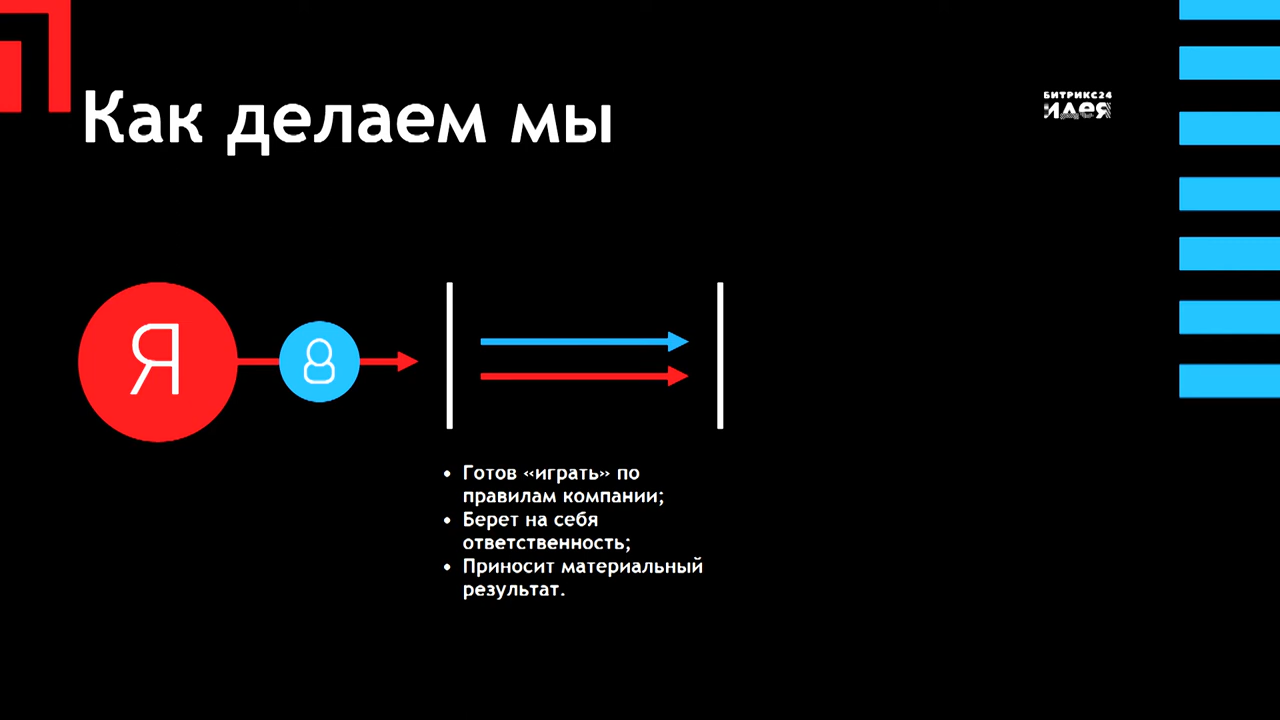 Как делаем мы
БИТРИКС24
идея
Я
• Готов «играть» по
правилам компании;
• Берет на себя
ответственность;
• Приносит материальный
результат.